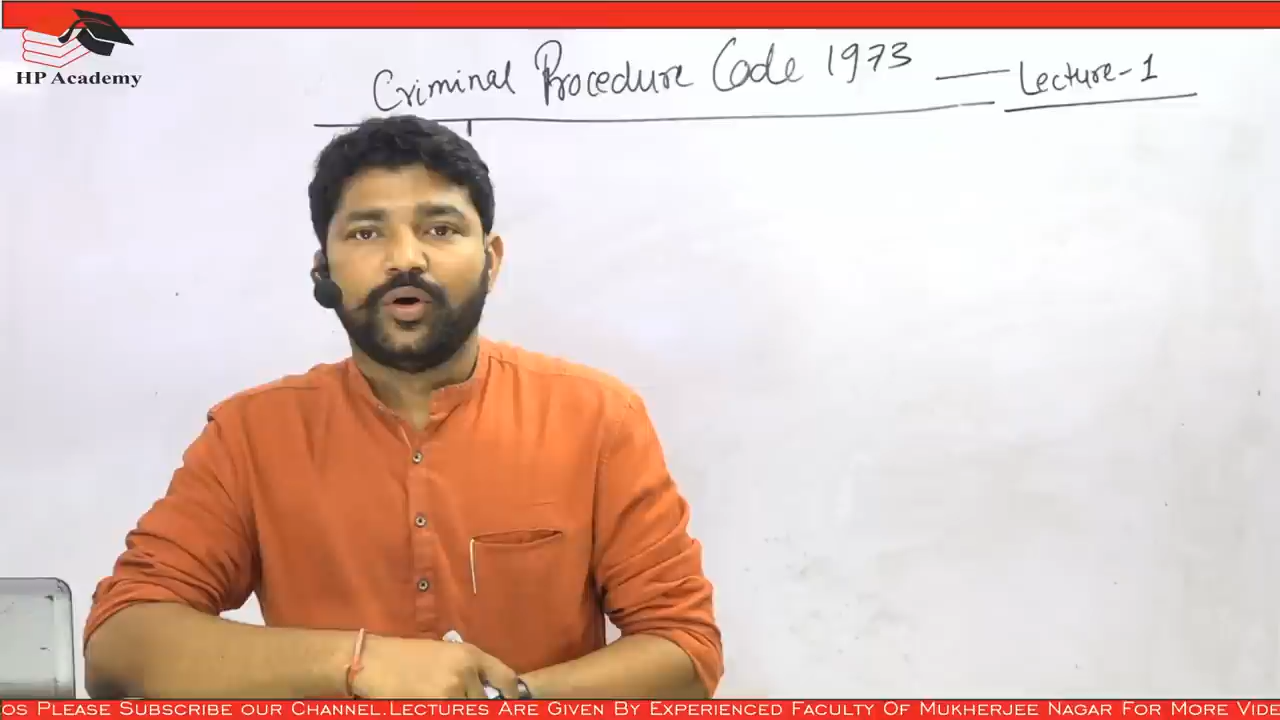 HP Academy
Criminal Procedure Code 1973 — Lecture-1
os Please Subscribe our Channel.Lectures Are Given By Experienced Faculty Of Mukherjee Nagar For More Vide